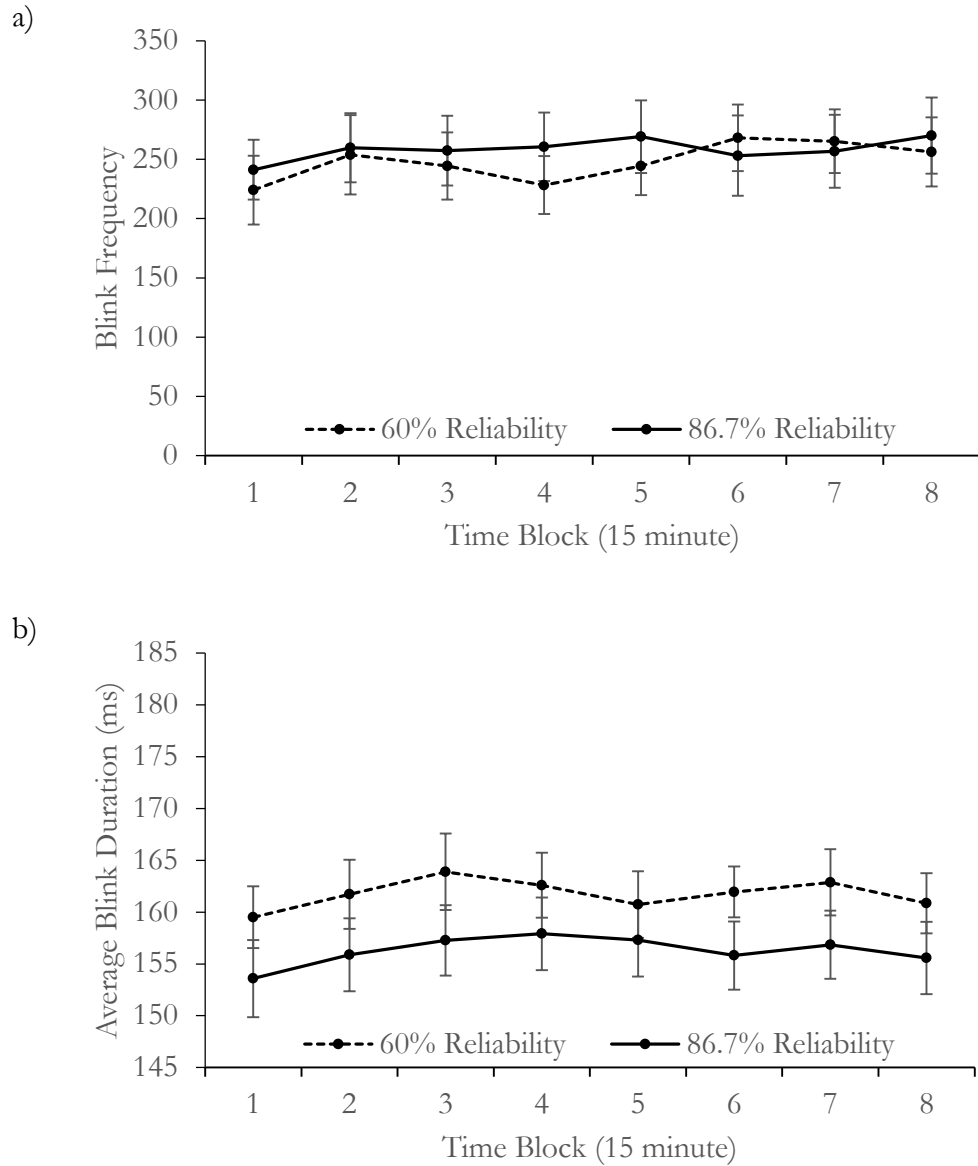 a)
350
300
250
200
150
100
50
0
Blink Frequency
60% Reliability 86.7% Reliability
1 2 3 4 5 6 7 8
Time Block (15 minute)
b)
185
180
175
170
165
160
155
150
145
Average Blink Duration (ms)
60% Reliability 86.7% Reliability
1 2 3 4 5 6 7 8
Time Block (15 minute)